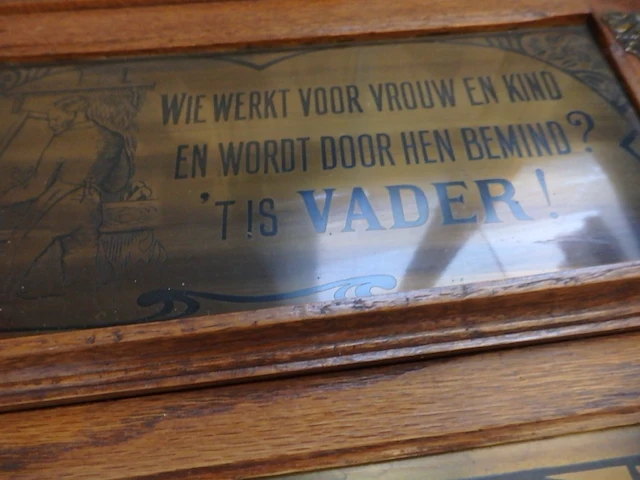 WIE WERKT VOOR VROUW EN KIND
EN WORDT DOOR HEN BEMIND?
'T IS VADER!